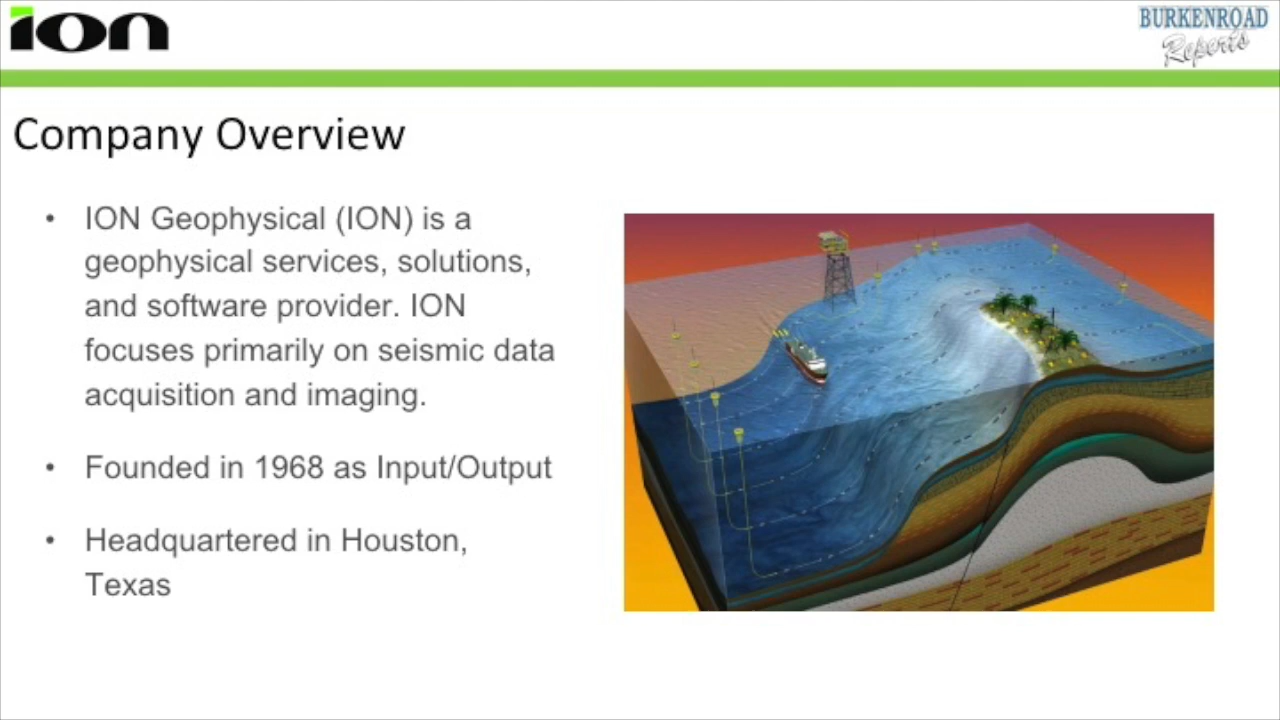 ion
BURKENROAD
Reports
Company Overview
• ION Geophysical (ION) is a
geophysical services, solutions,
and software provider. ION
focuses primarily on seismic data
acquisition and imaging.
• Founded in 1968 as Input/Output
• Headquartered in Houston,
Texas